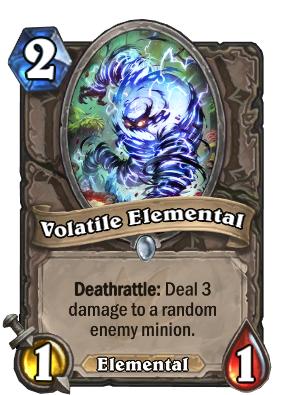 2
Volatile Elemental
Deathrattle: Deal 3
damage to a random
enemy minion.
Elemental
1
1